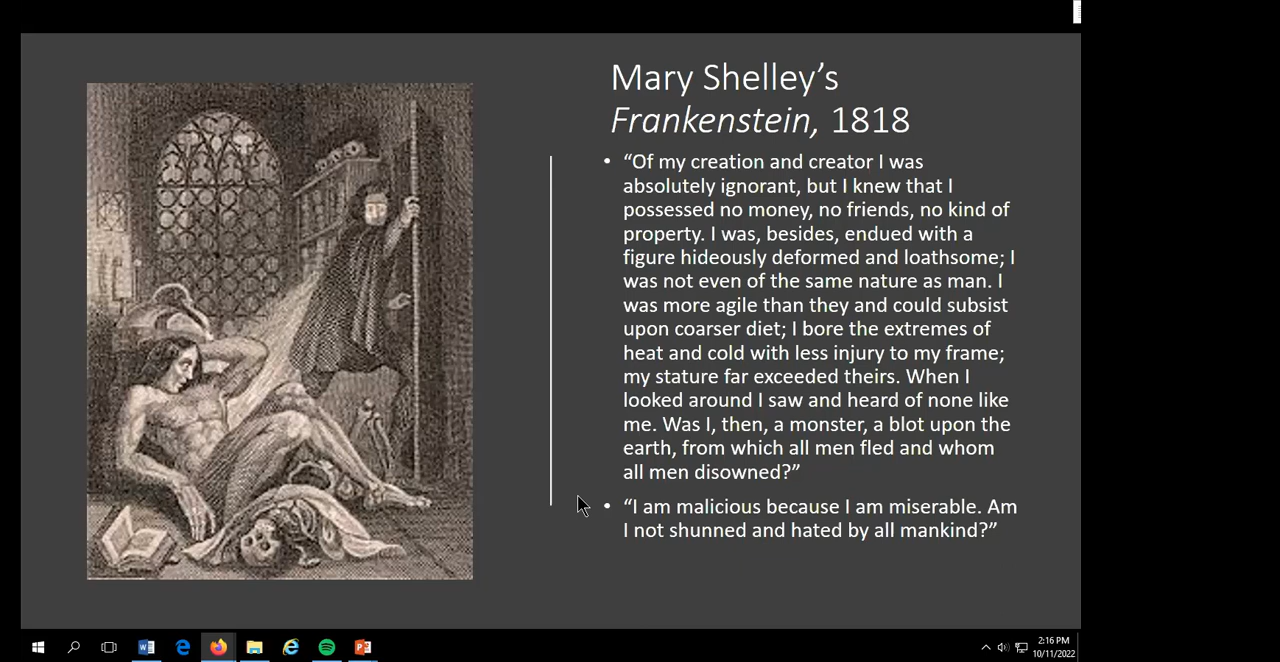 Mary Shelley’s
Frankenstein, 1818
• “Of my creation and creator I was
absolutely ignorant, but I knew that I
possessed no money, no friends, no kind of
property. I was, besides, endued with a
figure hideously deformed and loathsome; I
was not even of the same nature as man. I
was more agile than they and could subsist
upon coarser diet; I bore the extremes of
heat and cold with less injury to my frame;
my stature far exceeded theirs. When I
looked around I saw and heard of none like
me. Was I, then, a monster, a blot upon the
earth, from which all men fled and whom
all men disowned?”
• “I am malicious because I am miserable. Am
I not shunned and hated by all mankind?”
2:16 PM
10/11/2022